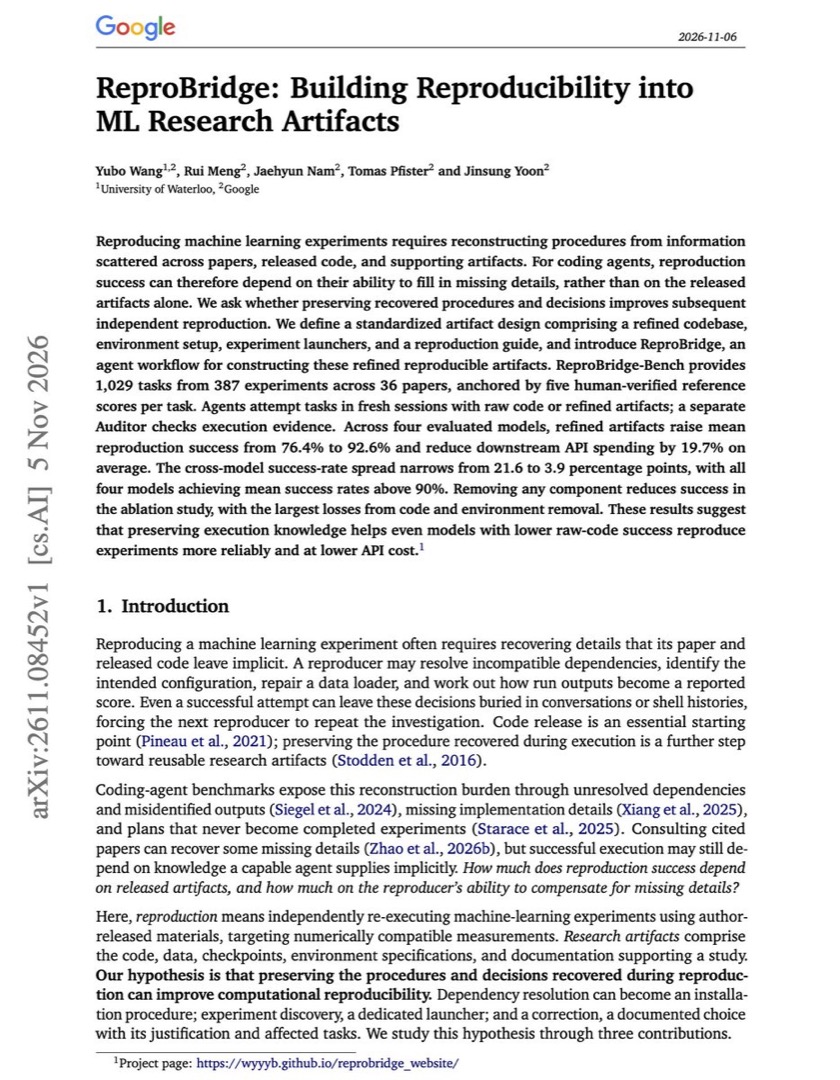 Google
2026-11-06
ReproBridge: Building Reproducibility into
ML Research Artifacts
Yubo Wang1,2, Rui Meng2, Jaehyun Nam2, Tomas Pfister2 and Jinsung Yoon2
1University of Waterloo, 2Google
Reproducing machine learning experiments requires reconstructing procedures from information
scattered across papers, released code, and supporting artifacts. For coding agents, reproduction
success can therefore depend on their ability to fill in missing details, rather than on the released
artifacts alone. We ask whether preserving recovered procedures and decisions improves subsequent
independent reproduction. We define a standardized artifact design comprising a refined codebase,
environment setup, experiment launchers, and a reproduction guide, and introduce ReproBridge, an
agent workflow for constructing these refined reproducible artifacts. ReproBridge-Bench provides
1,029 tasks from 387 experiments across 36 papers, anchored by five human-verified reference
scores per task. Agents attempt tasks in fresh sessions with raw code or refined artifacts; a separate
Auditor checks execution evidence. Across four evaluated models, refined artifacts raise mean
reproduction success from 76.4% to 92.6% and reduce downstream API spending by 19.7% on
average. The cross-model success-rate spread narrows from 21.6 to 3.9 percentage points, with all
four models achieving mean success rates above 90%. Removing any component reduces success in
the ablation study, with the largest losses from code and environment removal. These results suggest
that preserving execution knowledge helps even models with lower raw-code success reproduce
experiments more reliably and at lower API cost.1
1. Introduction
Reproducing a machine learning experiment often requires recovering details that its paper and
released code leave implicit. A reproducer may resolve incompatible dependencies, identify the
intended configuration, repair a data loader, and work out how run outputs become a reported
score. Even a successful attempt can leave these decisions buried in conversations or shell histories,
forcing the next reproducer to repeat the investigation. Code release is an essential starting
point (Pineau et al., 2021); preserving the procedure recovered during execution is a further step
toward reusable research artifacts (Stodden et al., 2016).
Coding-agent benchmarks expose this reconstruction burden through unresolved dependencies
and misidentified outputs (Siegel et al., 2024), missing implementation details (Xiang et al., 2025),
and plans that never become completed experiments (Starace et al., 2025). Consulting cited
papers can recover some missing details (Zhao et al., 2026b), but successful execution may still de-
pend on knowledge a capable agent supplies implicitly. How much does reproduction success depend
on released artifacts, and how much on the reproducer's ability to compensate for missing details?
Here, reproduction means independently re-executing machine-learning experiments using author-
released materials, targeting numerically compatible measurements. Research artifacts comprise
the code, data, checkpoints, environment specifications, and documentation supporting a study.
Our hypothesis is that preserving the procedures and decisions recovered during reproduc-
tion can improve computational reproducibility. Dependency resolution can become an installa-
tion procedure; experiment discovery, a dedicated launcher; and a correction, a documented choice
with its justification and affected tasks. We study this hypothesis through three contributions.
1Project page: https://wyyyb.github.io/reprobridge_website/
arXiv:2611.08452v1 [cs.AI] 5 Nov 2026